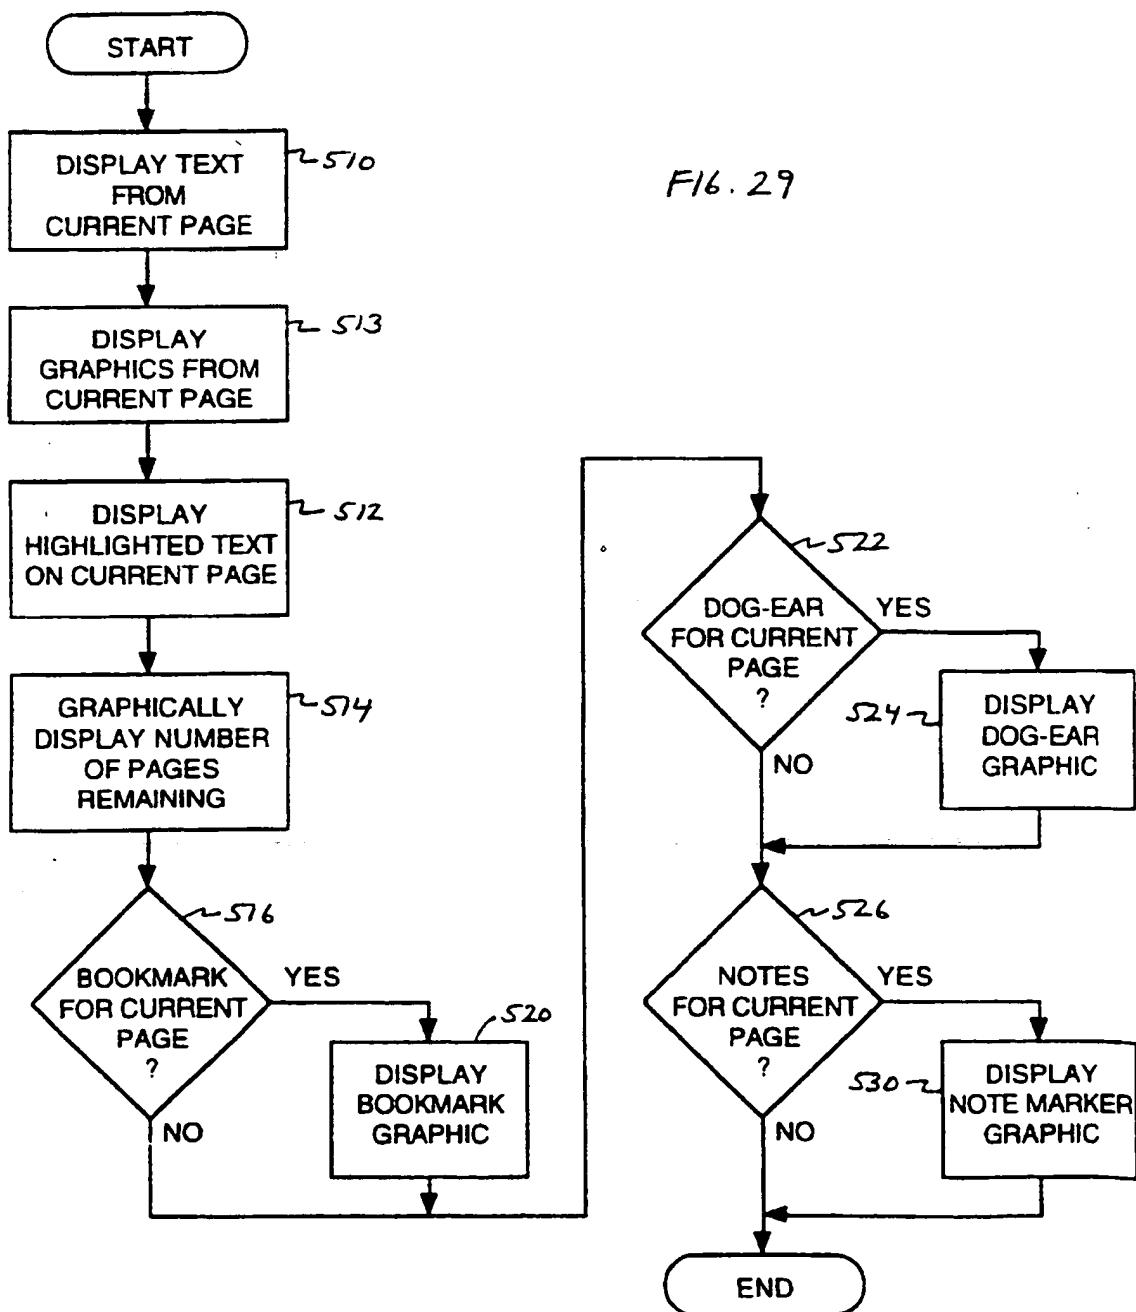 START
DISPLAY TEXT
FROM
CURRENT PAGE
510
FIG. 29
DISPLAY
GRAPHICS FROM
CURRENT PAGE
513
DISPLAY
HIGHLIGHTED TEXT
ON CURRENT PAGE
512
GRAPHICALLY
DISPLAY NUMBER
OF PAGES
REMAINING
514
BOOKMARK
FOR CURRENT
PAGE
?
516
YES
NO
520
DISPLAY
BOOKMARK
GRAPHIC
522
DOG-EAR
FOR CURRENT
PAGE
?
YES
NO
524
DISPLAY
DOG-EAR
GRAPHIC
526
NOTES
FOR CURRENT
PAGE
?
YES
NO
530
DISPLAY
NOTE MARKER
GRAPHIC
END